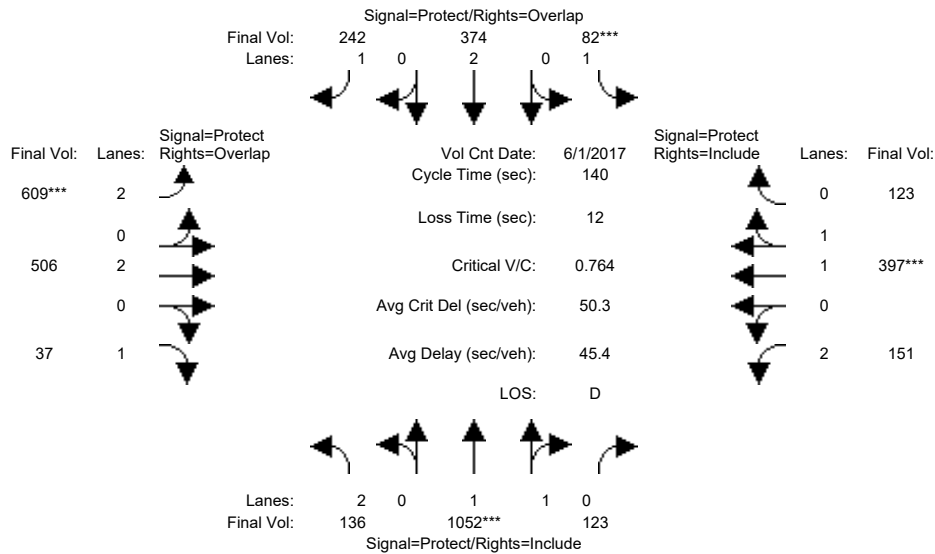 Signal=Protect/Rights=Overlap
Final Vol: 242 374 82***
Lanes: 1 0 2 0 1
Signal=Protect Signal=Protect
Final Vol: Lanes: Rights=Overlap Vol Cnt Date: 6/1/2017 Rights=Include Lanes: Final Vol:
Cycle Time (sec): 140
609*** 2 0 123
Loss Time (sec): 12
0 1
506 2 Critical V/C: 0.764 1 397***
0 Avg Crit Del (sec/veh): 50.3 0
37 1 Avg Delay (sec/veh): 45.4 2 151
LOS: D
Lanes: 2 0 1 1 0
Final Vol: 136 1052*** 123
Signal=Protect/Rights=Include